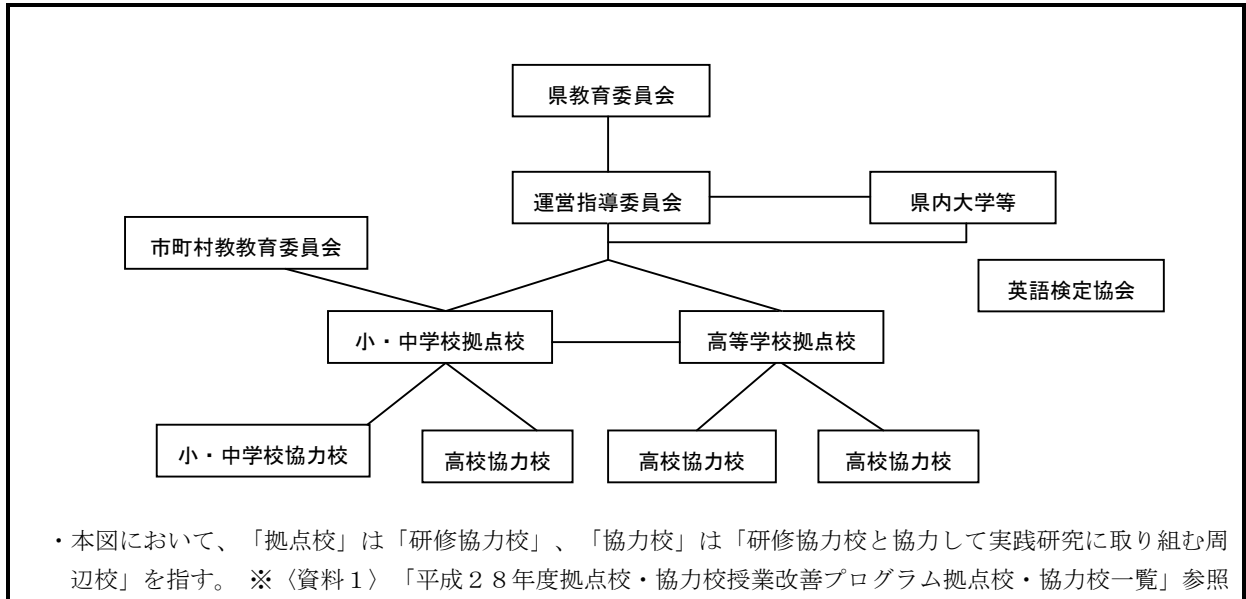 県教育委員会
運営指導委員会
県内大学等
市町村教教育委員会
英語検定協会
小・中学校拠点校
高等学校拠点校
小・中学校協力校
高校協力校
高校協力校
高校協力校
・本図において、「拠点校」は「研修協力校」、「協力校」は「研修協力校と協力して実践研究に取り組む周
辺校」を指す。 ※〈資料１〉「平成２８年度拠点校・協力校授業改善プログラム拠点校・協力校一覧」参照